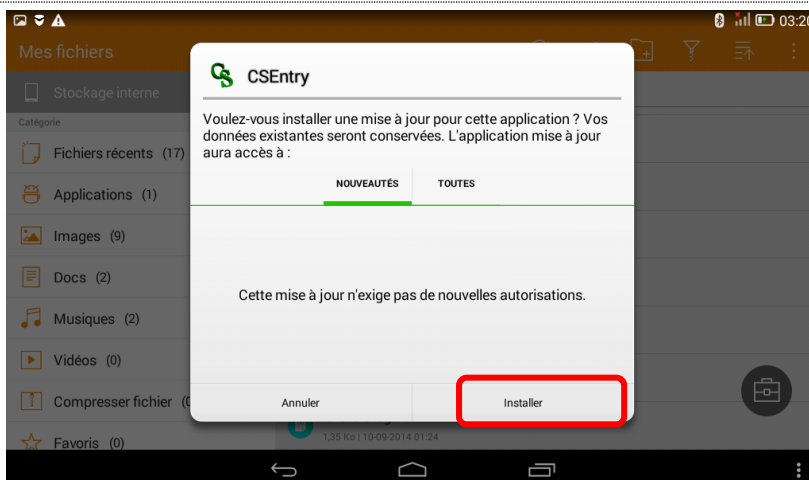 03:20
Mes fichiers
Stockage interne
Catégorie
Fichiers récents (17)
Applications (1)
Images (9)
Docs (2)
Musiques (2)
Vidéos (0)
Compresser fichier
Favoris (0)
CSEntry
Voulez-vous installer une mise à jour pour cette application ? Vos
données existantes seront conservées. L'application mise à jour
aura accès à :
NOUVEAUTÉS TOUTES
Cette mise à jour n'exige pas de nouvelles autorisations.
Annuler Installer
1,35 Ko | 10-09-2014 01:24